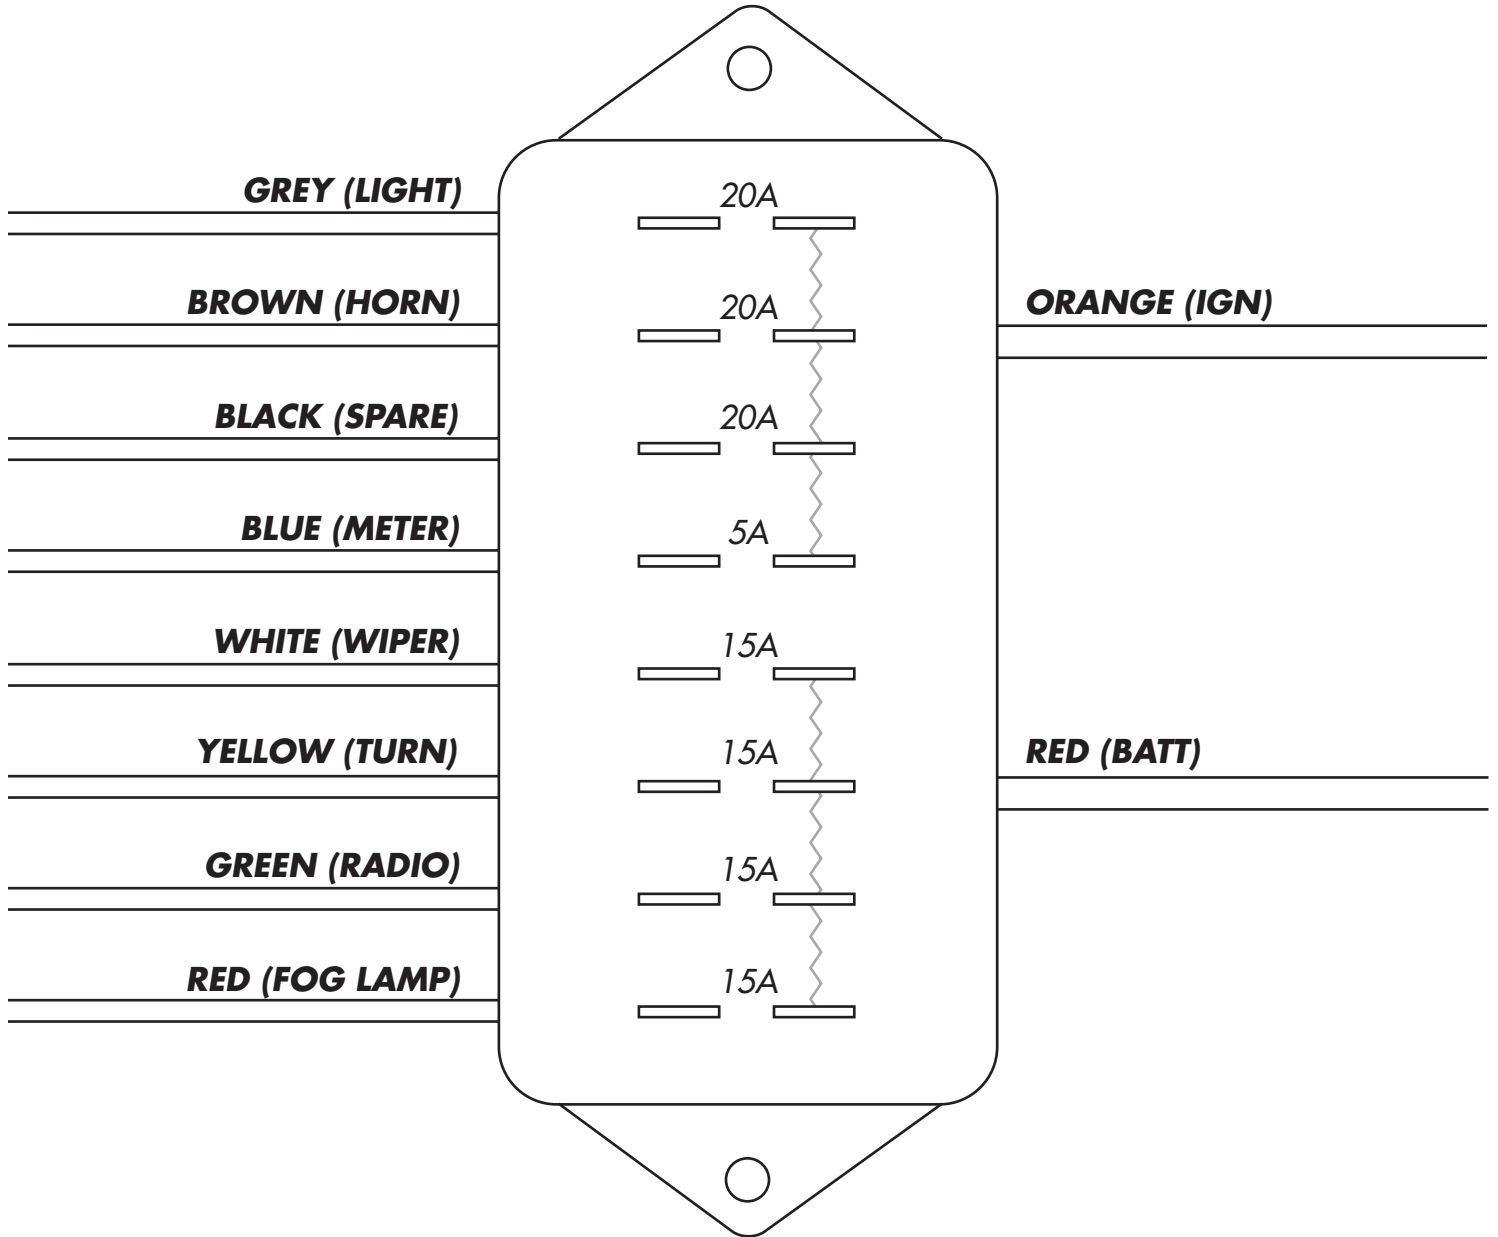 GREY (LIGHT)
20A
BROWN (HORN)
20A
ORANGE (IGN)
BLACK (SPARE)
20A
BLUE (METER)
5A
WHITE (WIPER)
15A
YELLOW (TURN)
15A
RED (BATT)
GREEN (RADIO)
15A
RED (FOG LAMP)
15A